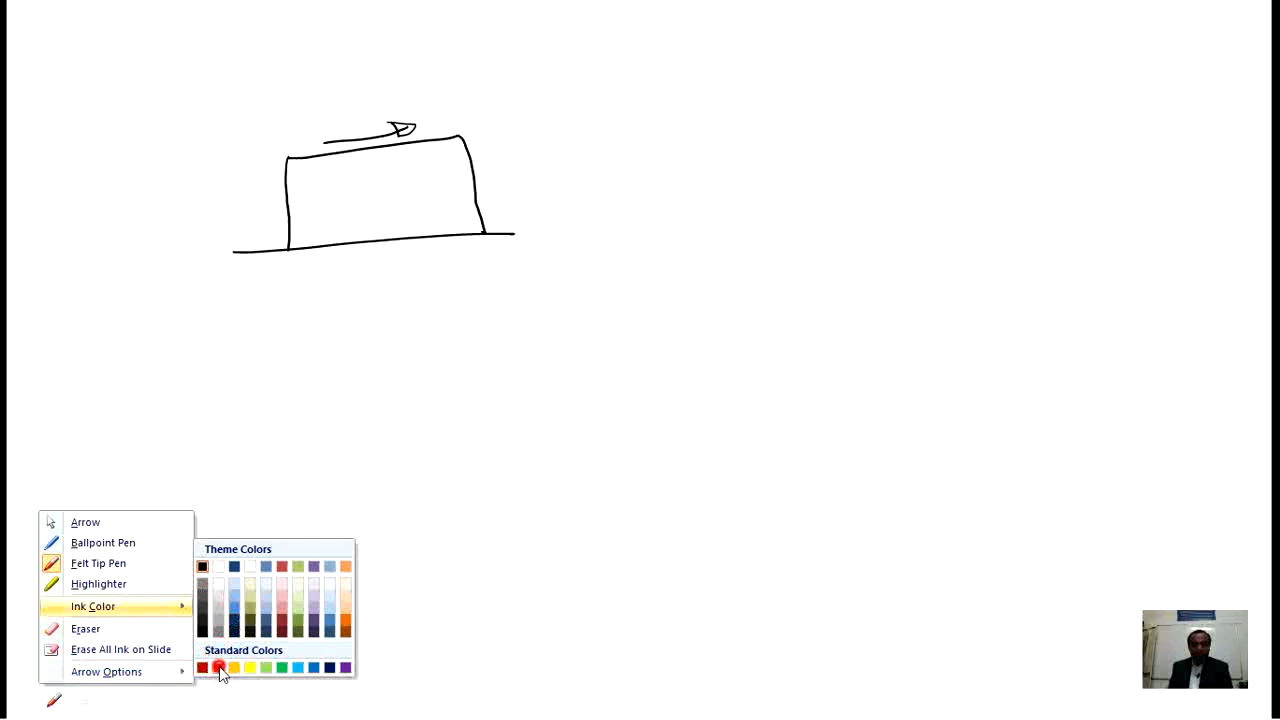 Arrow
Ballpoint Pen
Felt Tip Pen
Highlighter
Ink Color
Eraser
Erase All Ink on Slide
Arrow Options
Theme Colors
Standard Colors